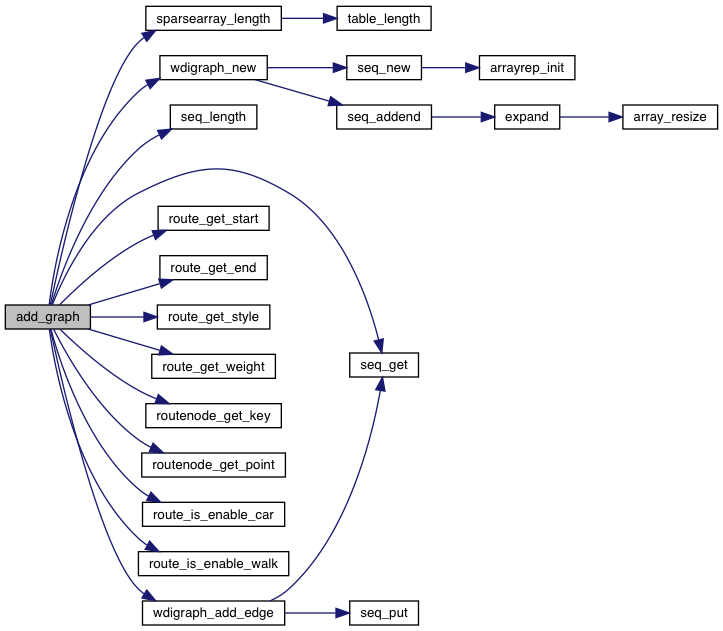 sparsearray_length
table_length
wdigraph_new
seq_new
arrayrep_init
seq_length
seq_addend
expand
array_resize
route_get_start
route_get_end
add_graph
route_get_style
route_get_weight
seq_get
routenode_get_key
routenode_get_point
route_is_enable_car
route_is_enable_walk
wdigraph_add_edge
seq_put